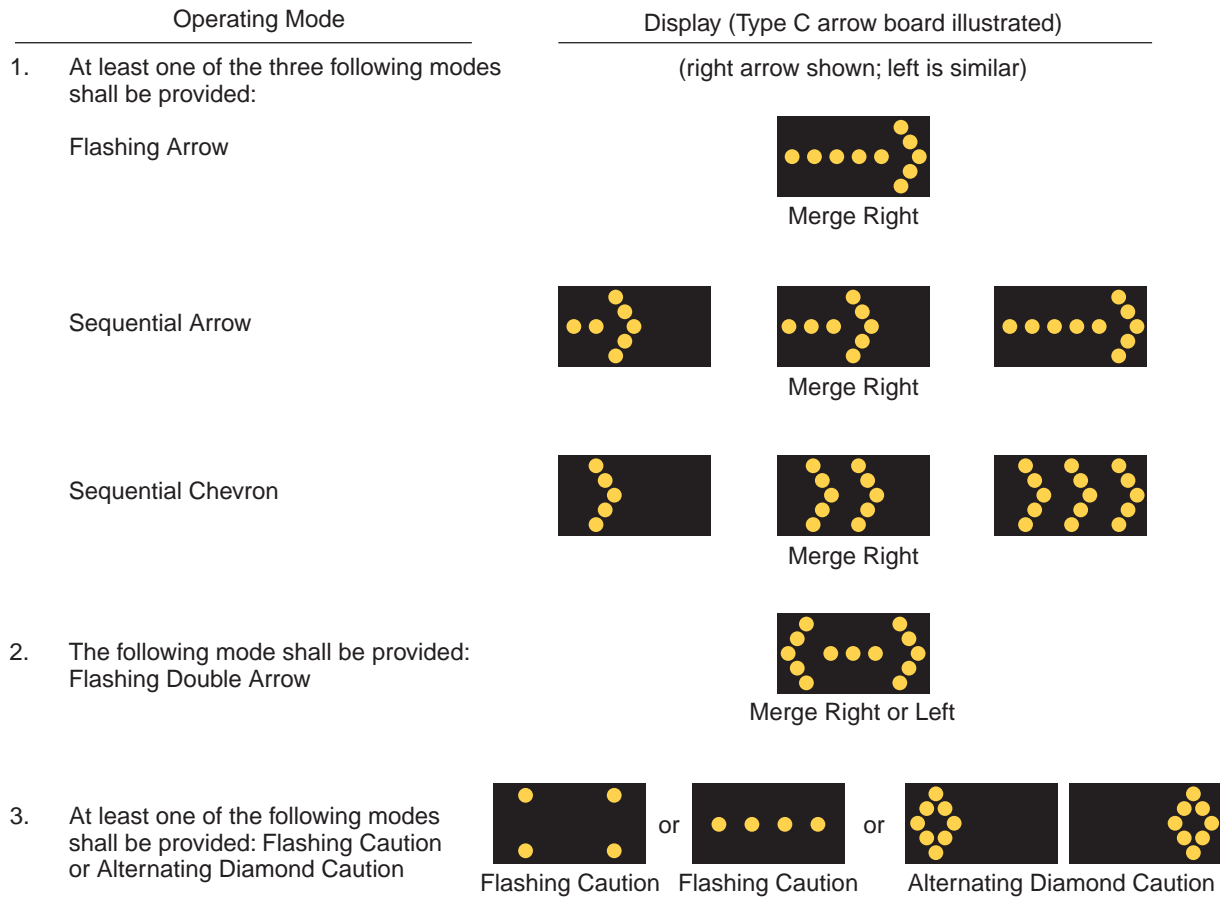 Operating Mode
Display (Type C arrow board illustrated)
1. At least one of the three following modes
shall be provided:
(right arrow shown; left is similar)
Flashing Arrow
Merge Right
Sequential Arrow
Merge Right
Sequential Chevron
Merge Right
2. The following mode shall be provided:
Flashing Double Arrow
Merge Right or Left
3. At least one of the following modes
shall be provided: Flashing Caution
or Alternating Diamond Caution
or
or
Flashing Caution
Flashing Caution
Alternating Diamond Caution